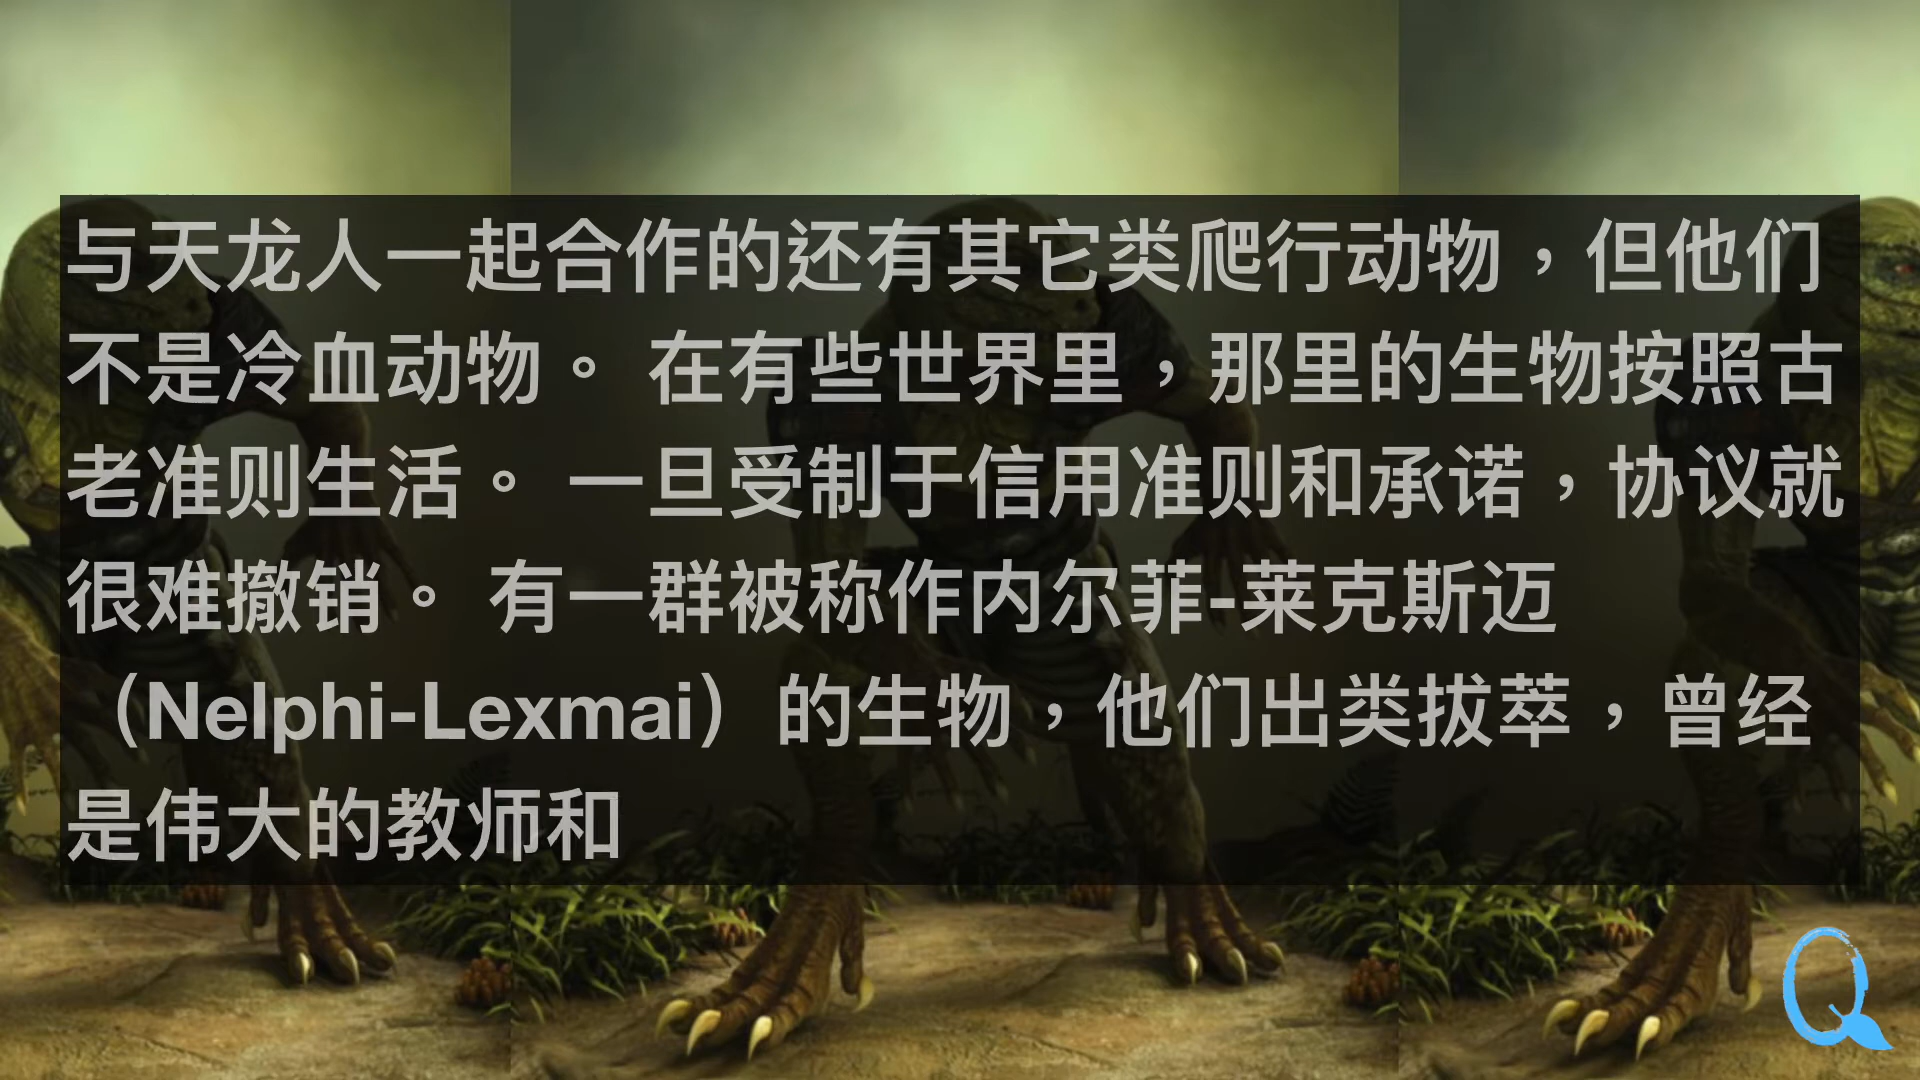 与天龙人一起合作的还有其它类爬行动物，但他们
不是冷血动物。 在有些世界里，那里的生物按照古
老准则生活。 一旦受制于信用准则和承诺，协议就
很难撤销。 有一群被称作内尔菲-莱克斯迈
（Nelphi-Lexmai）的生物，他们出类拔萃，曾经
是伟大的教师和
Q